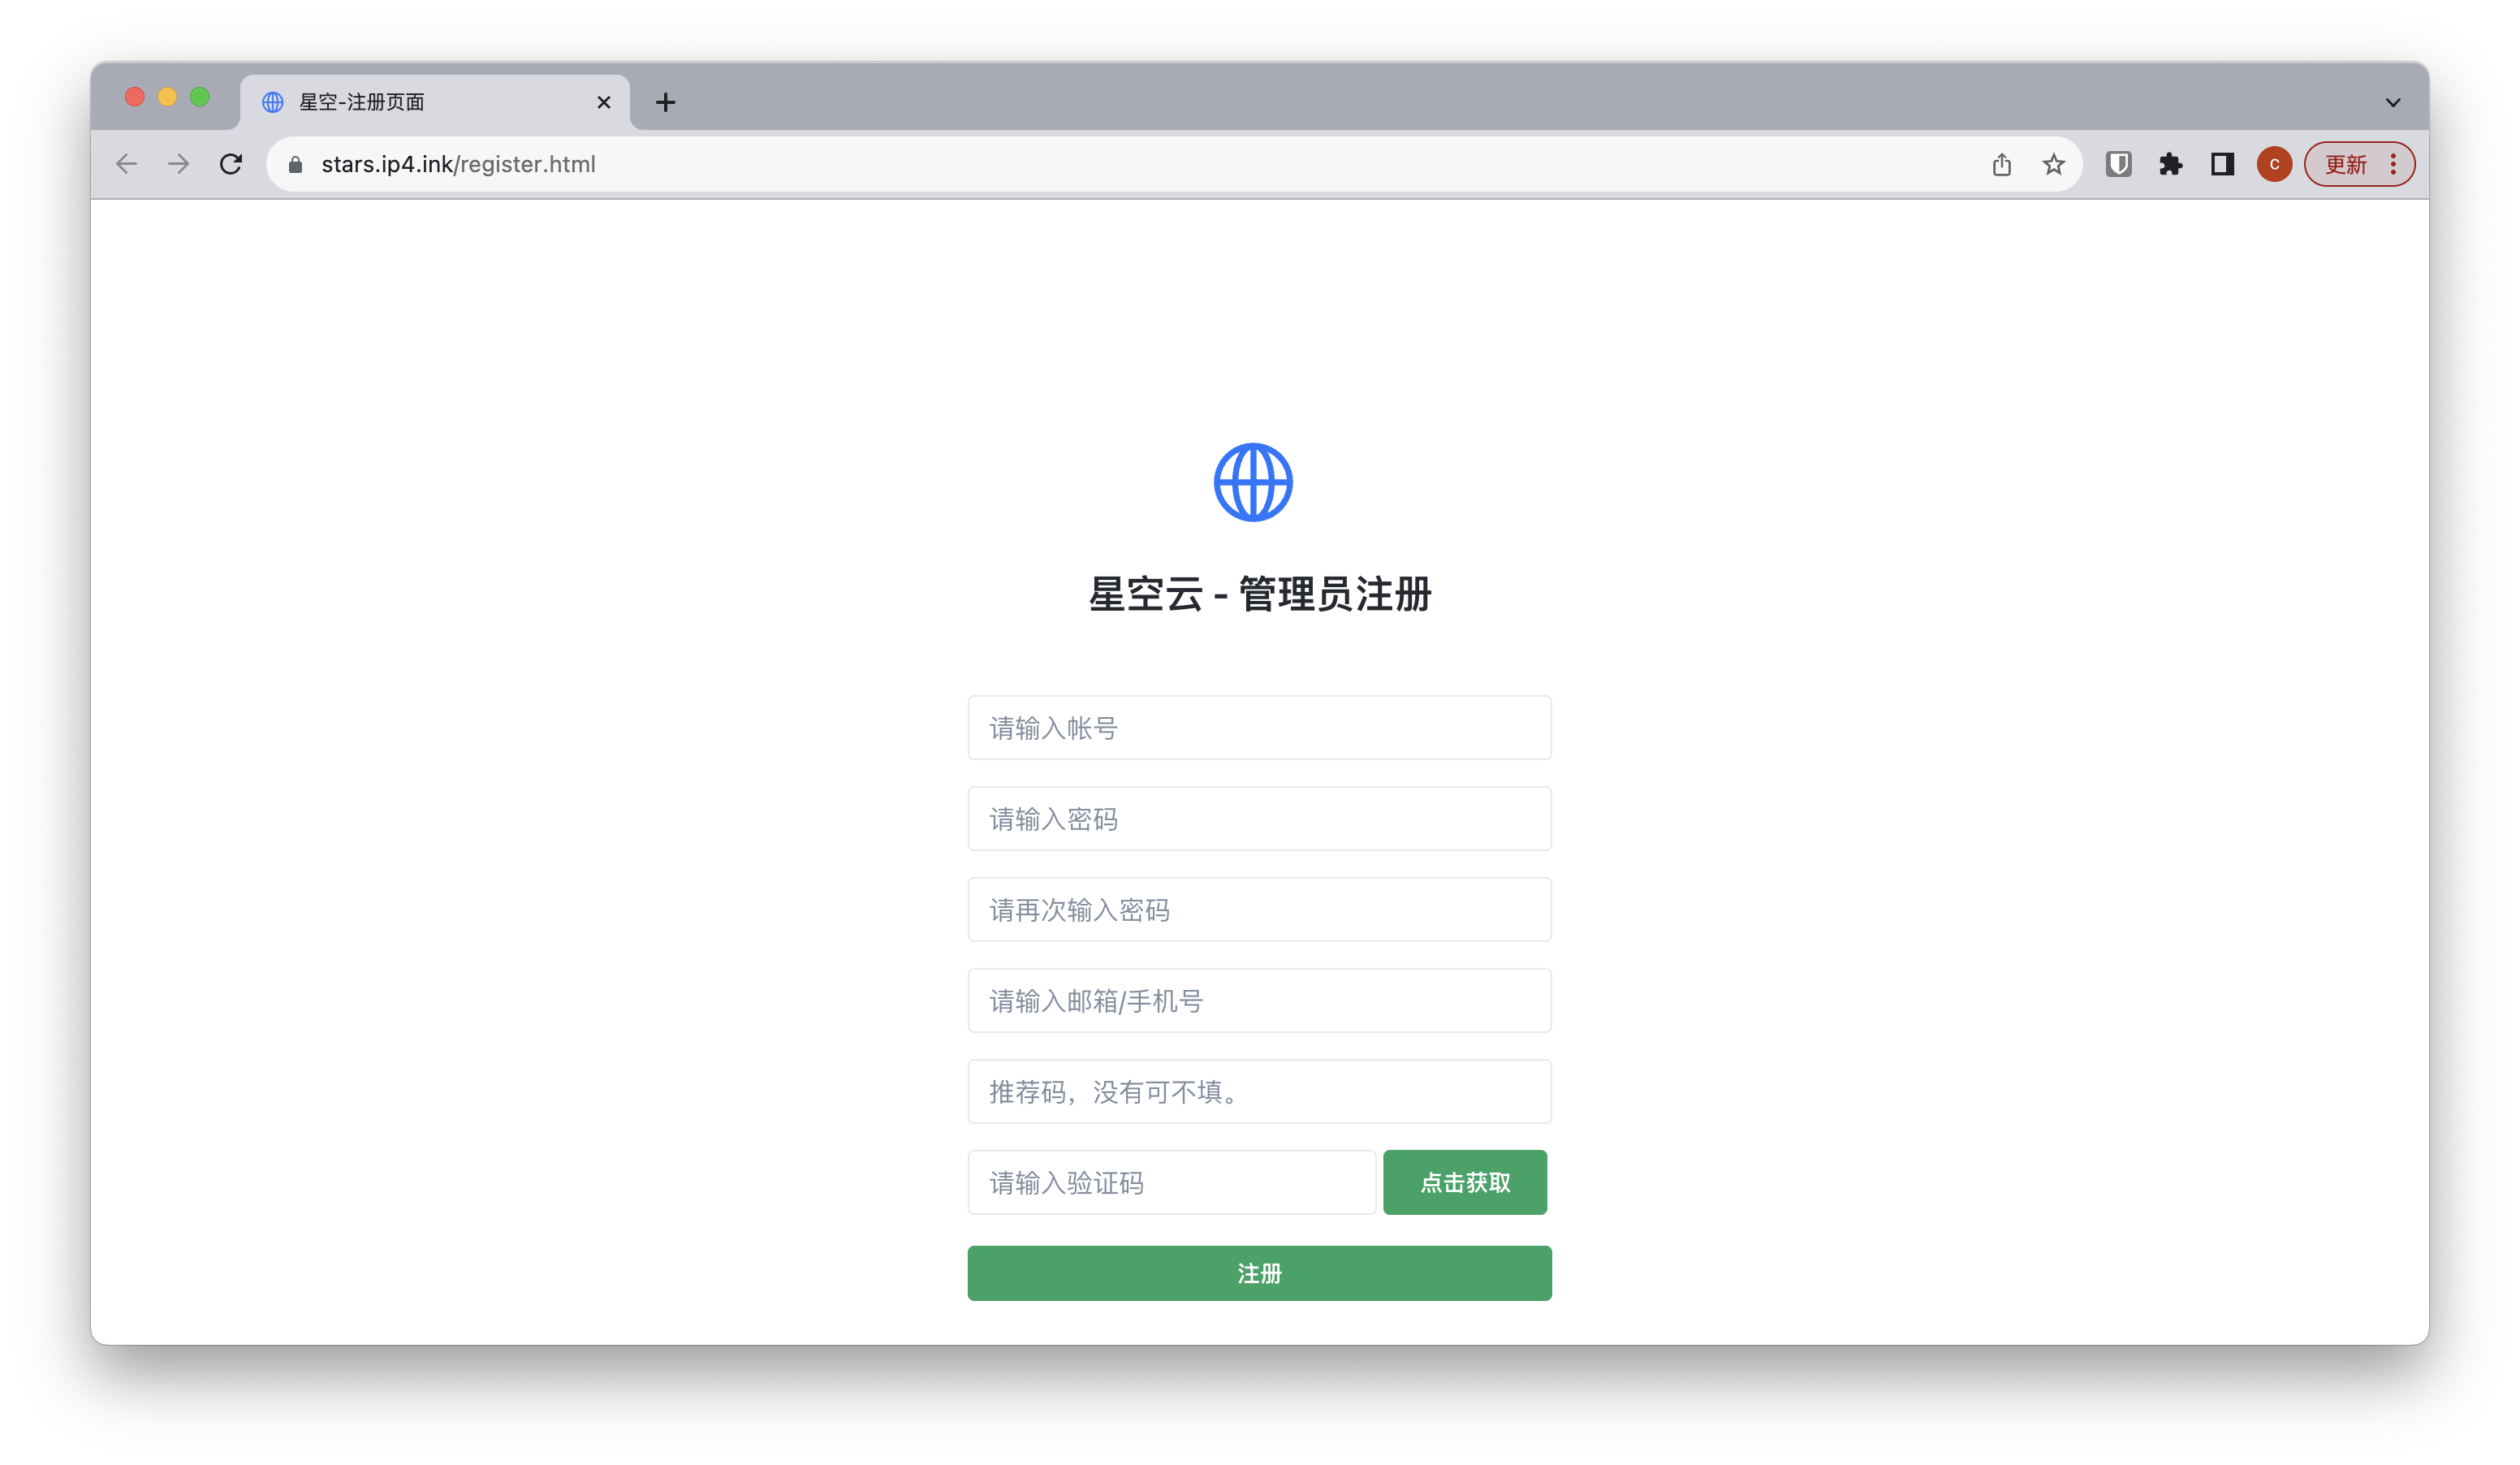 星空-注册页面
stars.ip4.ink/register.html
C
更新
星空云 - 管理员注册
请输入帐号
请输入密码
请再次输入密码
请输入邮箱/手机号
推荐码，没有可不填。
请输入验证码
点击获取
注册